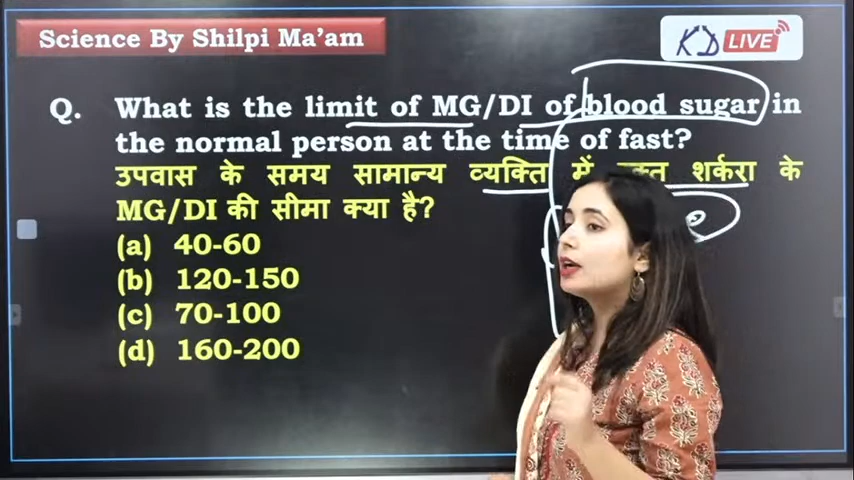 Science By Shilpi Ma'am
KD LIVE
Q. What is the limit of MG/DI of blood sugar in
the normal person at the time of fast?
उपवास के समय सामान्य व्यक्ति में शर्करा के
MG/DI की सीमा क्या है?
(a) 40-60
(b) 120-150
(c) 70-100
(d) 160-200